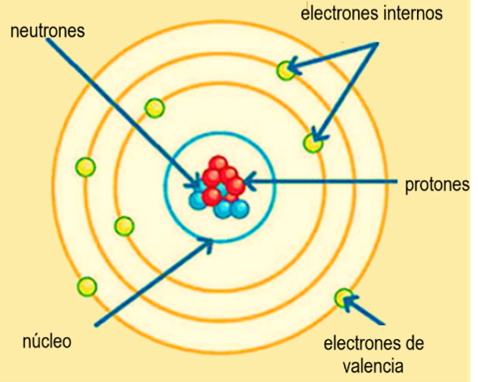 electrones internos
neutrones
protones
núcleo
electrones de
valencia